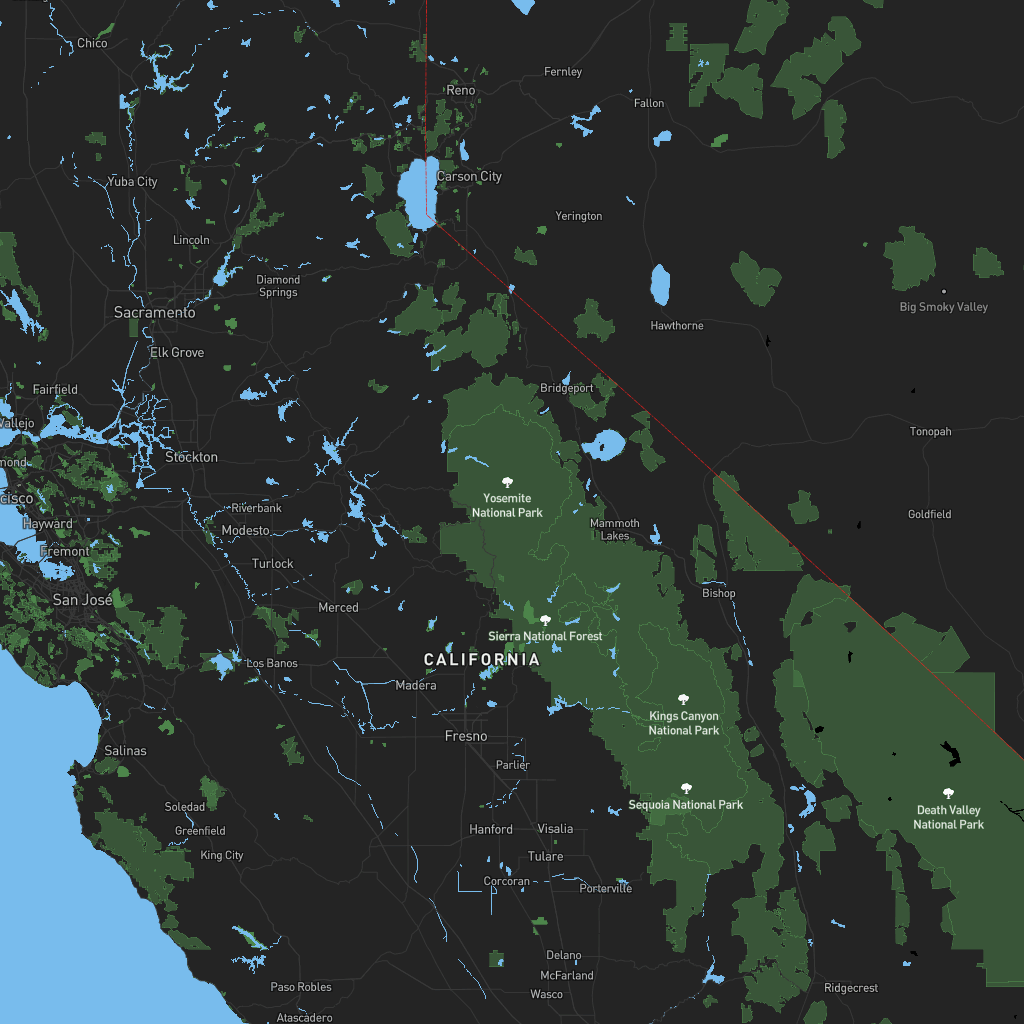 Chico
Fernley
Reno
Fallon
Carson City
Yuba City
Yerington
Lincoln
Diamond
Springs
Big Smoky Valley
Sacramento
Hawthorne
Elk Grove
Fairfield
Bridgeport
Vallejo
Tonopah
Stockton
mond
cisco
Yosemite
National Park
Riverbank
Goldfield
Hayward
Modesto
Mammoth
Lakes
Fremont
Turlock
Bishop
San José
Merced
Sierra National Forest
CALIFORNIA
Los Banos
Madera
Kings Canyon
National Park
Fresno
Salinas
Parlier
Sequoia National Park
Soledad
Death Valley
National Park
Greenfield
Hanford
Visalia
King City
Tulare
Corcoran
Porterville
Delano
McFarland
Paso Robles
Ridgecrest
Wasco
Atascadero